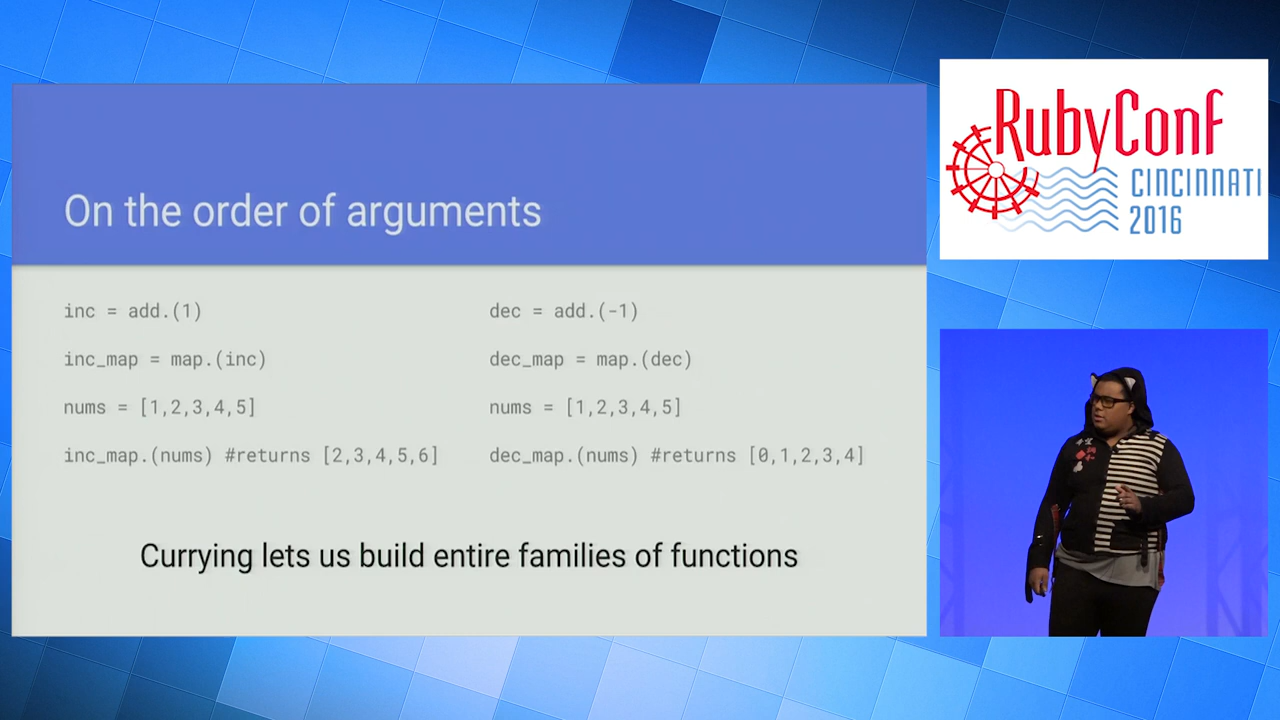 On the order of arguments
inc = add.(1)
inc_map = map.(inc)
nums = [1,2,3,4,5]
inc_map.(nums) #returns [2,3,4,5,6]
dec = add.(-1)
dec_map = map.(dec)
nums = [1,2,3,4,5]
dec_map.(nums) #returns [0,1,2,3,4]
Currying lets us build entire families of functions
RubyConf
CINCINNATI
2016